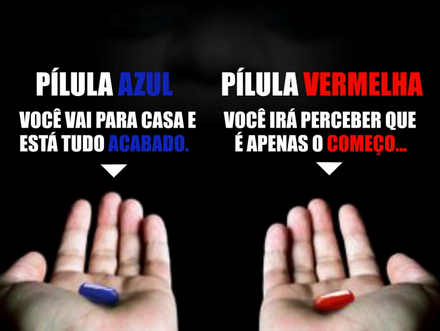 PÍLULA AZUL
VOCÊ VAI PARA CASA E
ESTÁ TUDO ACABADO.
PÍLULA VERMELHA
VOCÊ IRÁ PERCEBER QUE
É APENAS O COMEÇO...